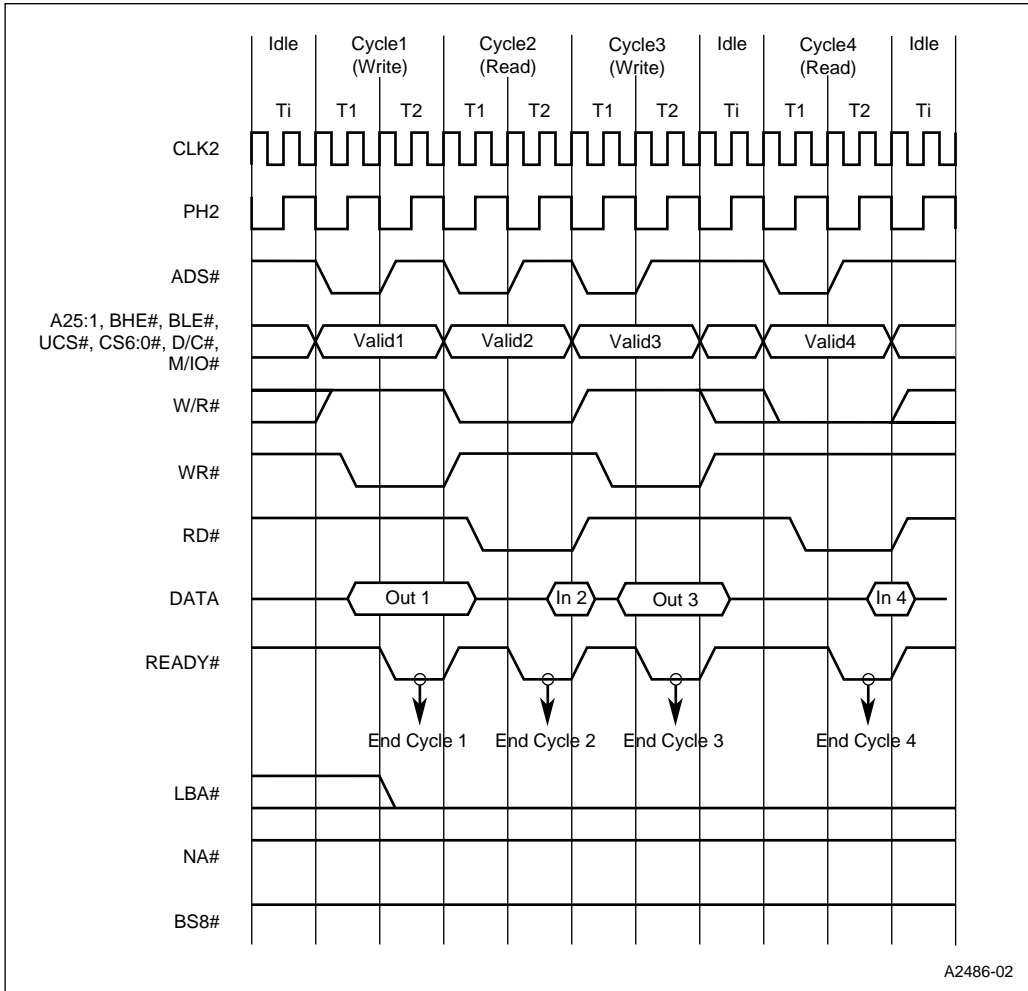 Idle Cycle1 Cycle2 Cycle3 Idle Cycle4 Idle
(Write) (Read) (Write) (Read)
Ti T1 T2 T1 T2 T1 T2 Ti T1 T2 Ti
CLK2
PH2
ADS#
A25:1, BHE#, BLE#,
UCS#, CS6:0#, D/C#,
M/IO#
Valid1 Valid2 Valid3 Valid4
W/R#
WR#
RD#
DATA Out 1 In 2 Out 3 In 4
READY#
End Cycle 1 End Cycle 2 End Cycle 3 End Cycle 4
LBA#
NA#
BS8#
A2486-02